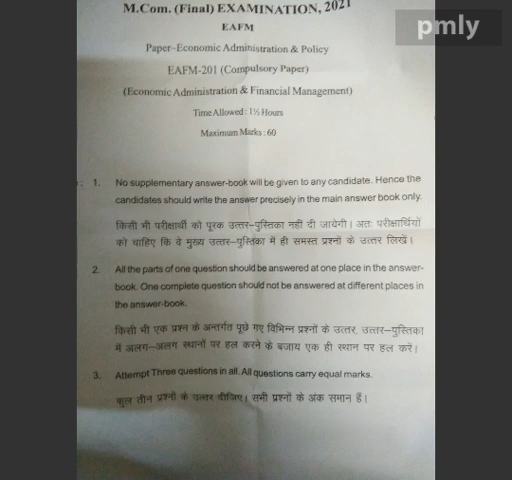 pmly
M.Com. (Final) EXAMINATION, 2021
EAFM
Paper-Economic Administration & Policy
EAFM-201 (Compulsory Paper)
(Economic Administration & Financial Management)
Time Allowed : 1½ Hours
Maximum Marks : 60
: 1. No supplementary answer-book will be given to any candidate. Hence the
candidates should write the answer precisely in the main answer book only.
किसी भी परीक्षार्थी को पूरक उत्तर-पुस्तिका नहीं दी जायेगी। अतः परीक्षार्थियों
को चाहिए कि वे मुख्य उत्तर-पुस्तिका में ही समस्त प्रश्नों के उत्तर लिखें।
2. All the parts of one question should be answered at one place in the answer-
book. One complete question should not be answered at different places in
the answer-book.
किसी भी एक प्रश्न के अन्तर्गत पूछे गए विभिन्न प्रश्नों के उत्तर, उत्तर-पुस्तिका
में अलग-अलग स्थानों पर हल करने के बजाय एक ही स्थान पर हल करें।
3. Attempt Three questions in all. All questions carry equal marks.
कुल तीन प्रश्नों के उत्तर दीजिए। सभी प्रश्नों के अंक समान हैं।